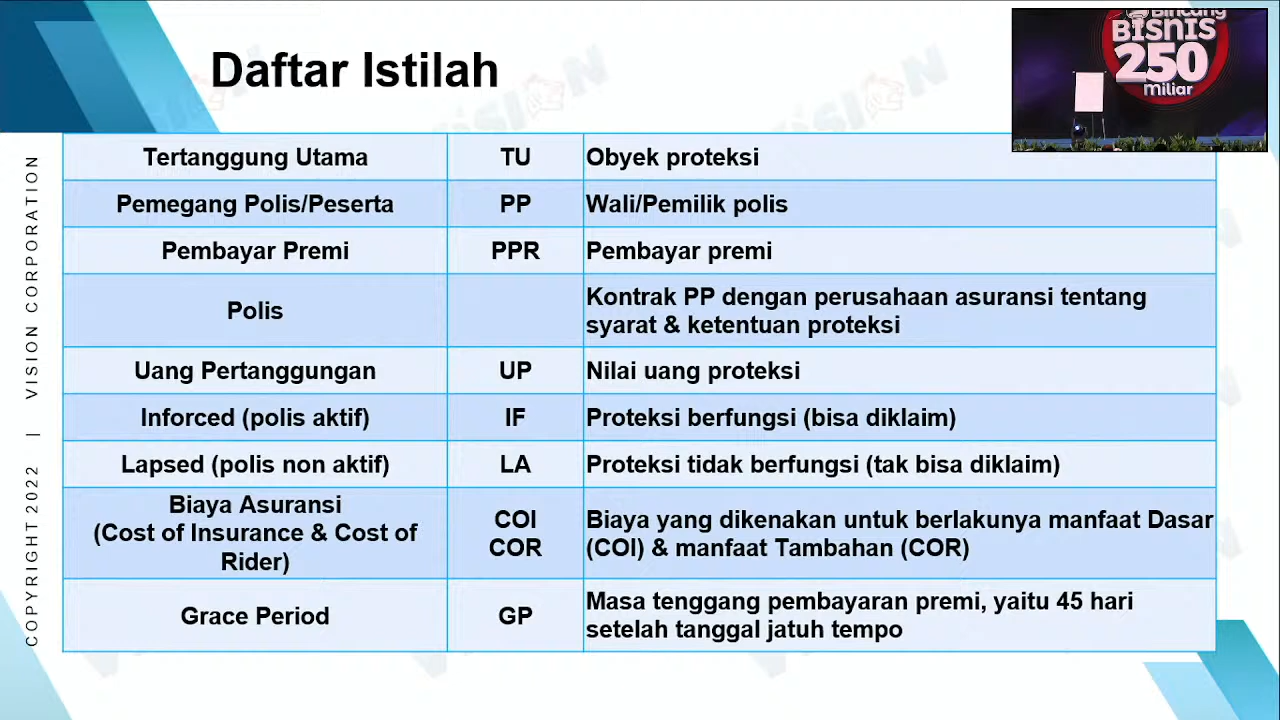 Daftar Istilah
Bincang
BISNIS
250
Miliar
Tertanggung Utama TU Obyek proteksi
Pemegang Polis/Peserta PP Wali/Pemilik polis
Pembayar Premi PPR Pembayar premi
Polis Kontrak PP dengan perusahaan asuransi tentang
syarat & ketentuan proteksi
Uang Pertanggungan UP Nilai uang proteksi
Inforced (polis aktif) IF Proteksi berfungsi (bisa diklaim)
Lapsed (polis non aktif) LA Proteksi tidak berfungsi (tak bisa diklaim)
Biaya Asuransi
(Cost of Insurance & Cost of
Rider)
COI
COR
Biaya yang dikenakan untuk berlakunya manfaat Dasar
(COI) & manfaat Tambahan (COR)
Grace Period GP Masa tenggang pembayaran premi, yaitu 45 hari
setelah tanggal jatuh tempo
COPYRIGHT 2022 | VISION CORPORATION